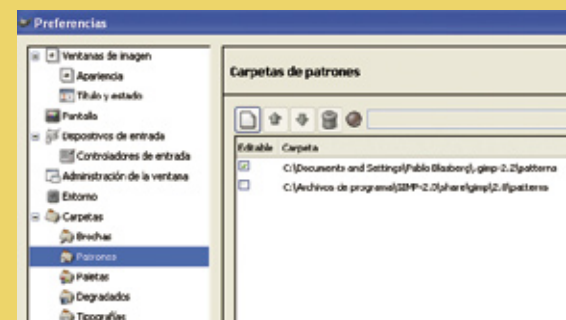 Preferencias
Ventanas de imagen
Apariencia
Título y estado
Pantalla
Dispositivos de entrada
Controladores de entrada
Administración de la ventana
Entorno
Carpetas
Brochas
Patrones
Paletas
Degradados
Tipografías
Carpetas de patrones
Editable Carpeta
C:\Documents and Settings\Pablo Blasberg\.gimp-2.2\patterns
C:\Archivos de programa\GIMP-2.0\share\gimp\2.0\patterns